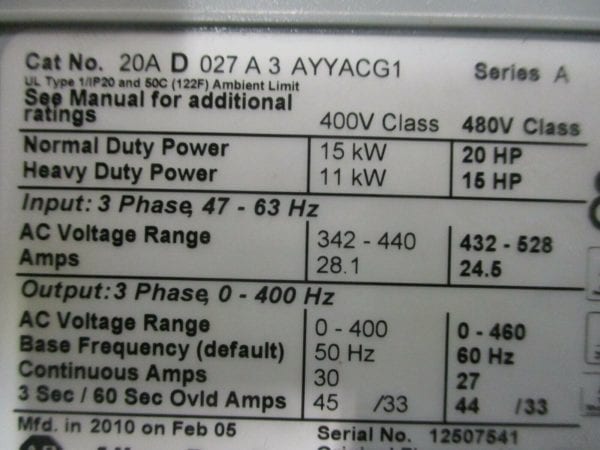 Cat No. 20A D 027 A 3 AYYACG1 Series A
UL Type 1/IP20 and 50C (122F) Ambient Limit
See Manual for additional
ratings 400V Class 480V Class
Normal Duty Power 15 kW 20 HP
Heavy Duty Power 11 kW 15 HP
Input: 3 Phase, 47 - 63 Hz
AC Voltage Range 342 - 440 432 - 528
Amps 28.1 24.5
Output: 3 Phase, 0 - 400 Hz
AC Voltage Range 0 - 400 0 - 460
Base Frequency (default) 50 Hz 60 Hz
Continuous Amps 30 27
3 Sec / 60 Sec Ovld Amps 45 /33 44 /33
Mfd. in 2010 on Feb 05 Serial No. 12507541